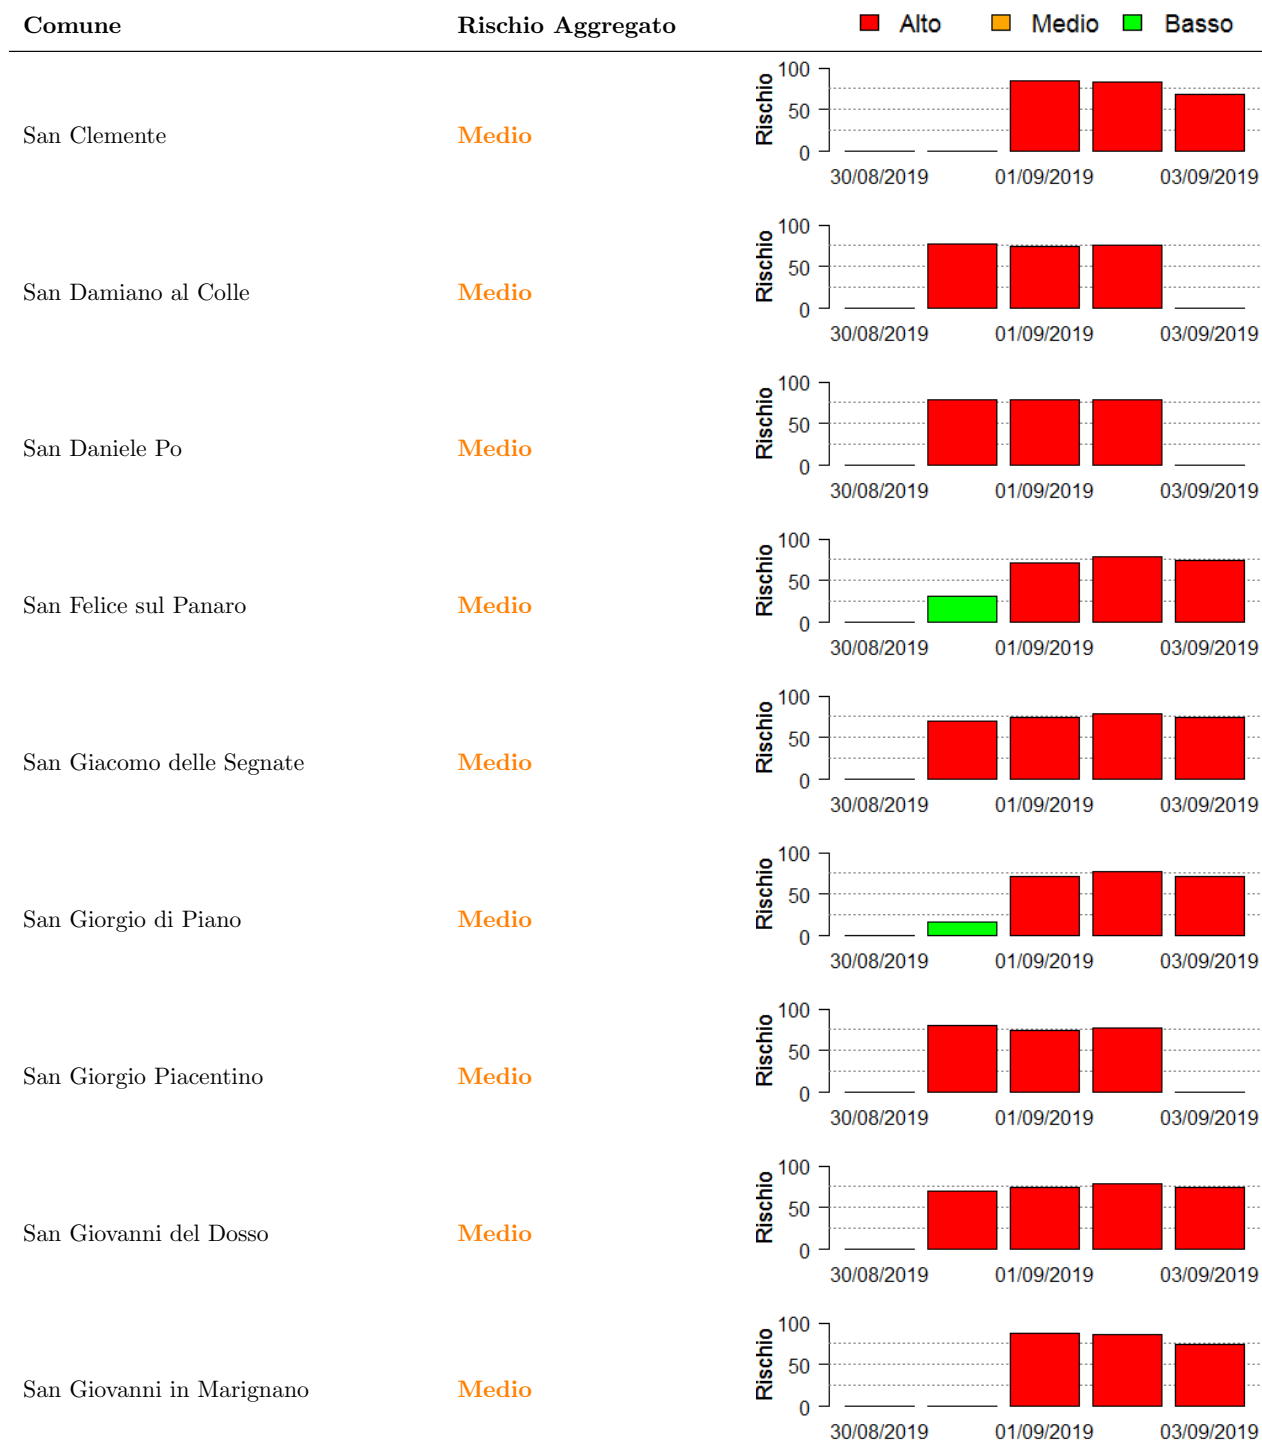 Comune Rischio Aggregato Alto Medio Basso
San Clemente Medio Rischio 100 50 0
30/08/2019 01/09/2019 03/09/2019
San Damiano al Colle Medio Rischio 100 50 0
30/08/2019 01/09/2019 03/09/2019
San Daniele Po Medio Rischio 100 50 0
30/08/2019 01/09/2019 03/09/2019
San Felice sul Panaro Medio Rischio 100 50 0
30/08/2019 01/09/2019 03/09/2019
San Giacomo delle Segnate Medio Rischio 100 50 0
30/08/2019 01/09/2019 03/09/2019
San Giorgio di Piano Medio Rischio 100 50 0
30/08/2019 01/09/2019 03/09/2019
San Giorgio Piacentino Medio Rischio 100 50 0
30/08/2019 01/09/2019 03/09/2019
San Giovanni del Dosso Medio Rischio 100 50 0
30/08/2019 01/09/2019 03/09/2019
San Giovanni in Marignano Medio Rischio 100 50 0
30/08/2019 01/09/2019 03/09/2019